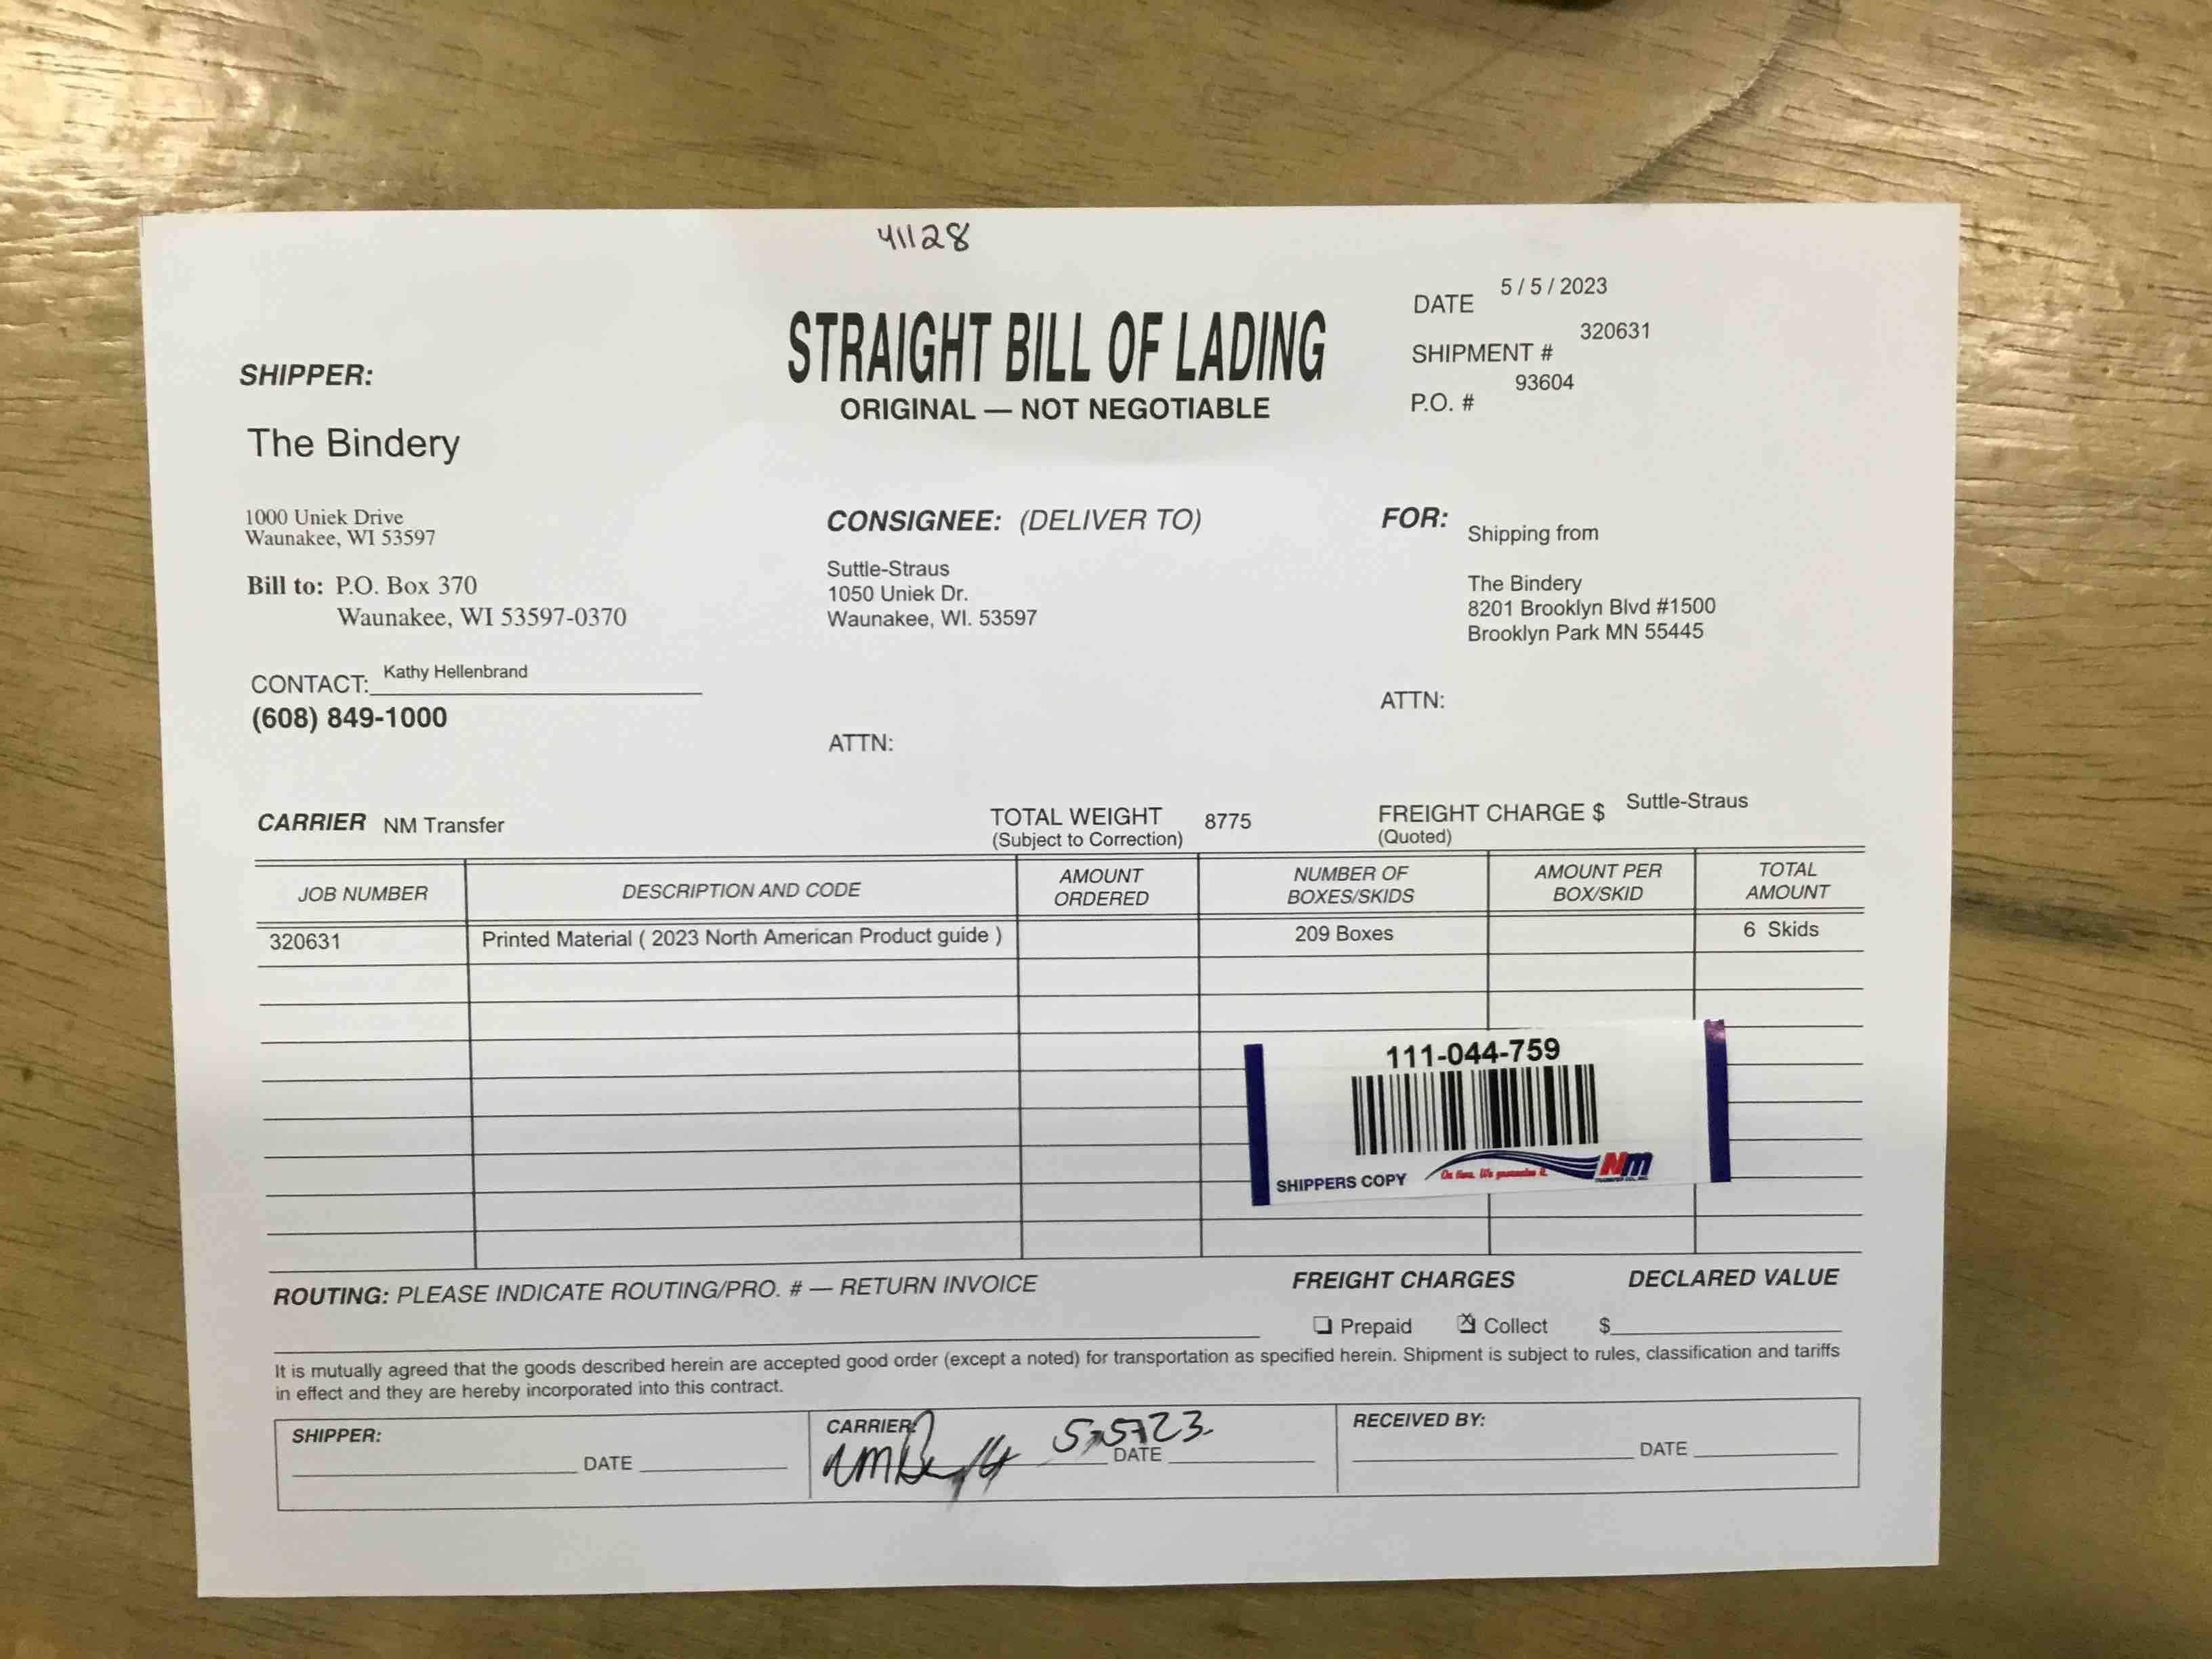 41128
STRAIGHT BILL OF LADING
ORIGINAL — NOT NEGOTIABLE
DATE 5 / 5 / 2023
SHIPMENT # 320631
P.O. # 93604
SHIPPER:
The Bindery
1000 Uniek Drive
Waunakee, WI 53597
Bill to: P.O. Box 370
Waunakee, WI 53597-0370
CONTACT: Kathy Hellenbrand
(608) 849-1000
CONSIGNEE: (DELIVER TO)
Suttle-Straus
1050 Uniek Dr.
Waunakee, WI. 53597
ATTN:
FOR: Shipping from
The Bindery
8201 Brooklyn Blvd #1500
Brooklyn Park MN 55445
ATTN:
CARRIER NM Transfer
TOTAL WEIGHT 8775
(Subject to Correction)
FREIGHT CHARGE $ Suttle-Straus
(Quoted)
JOB NUMBER DESCRIPTION AND CODE AMOUNT ORDERED NUMBER OF BOXES/SKIDS AMOUNT PER BOX/SKID TOTAL AMOUNT
320631 Printed Material ( 2023 North American Product guide ) 209 Boxes 6 Skids
111-044-759
SHIPPERS COPY On time. We guarantee it. Nm
TRANSFER CO., INC.
ROUTING: PLEASE INDICATE ROUTING/PRO. # — RETURN INVOICE
FREIGHT CHARGES DECLARED VALUE
Prepaid Collect $
It is mutually agreed that the goods described herein are accepted good order (except a noted) for transportation as specified herein. Shipment is subject to rules, classification and tariffs
in effect and they are hereby incorporated into this contract.
SHIPPER:
DATE
CARRIER:
5-5-23
DATE
RECEIVED BY:
DATE